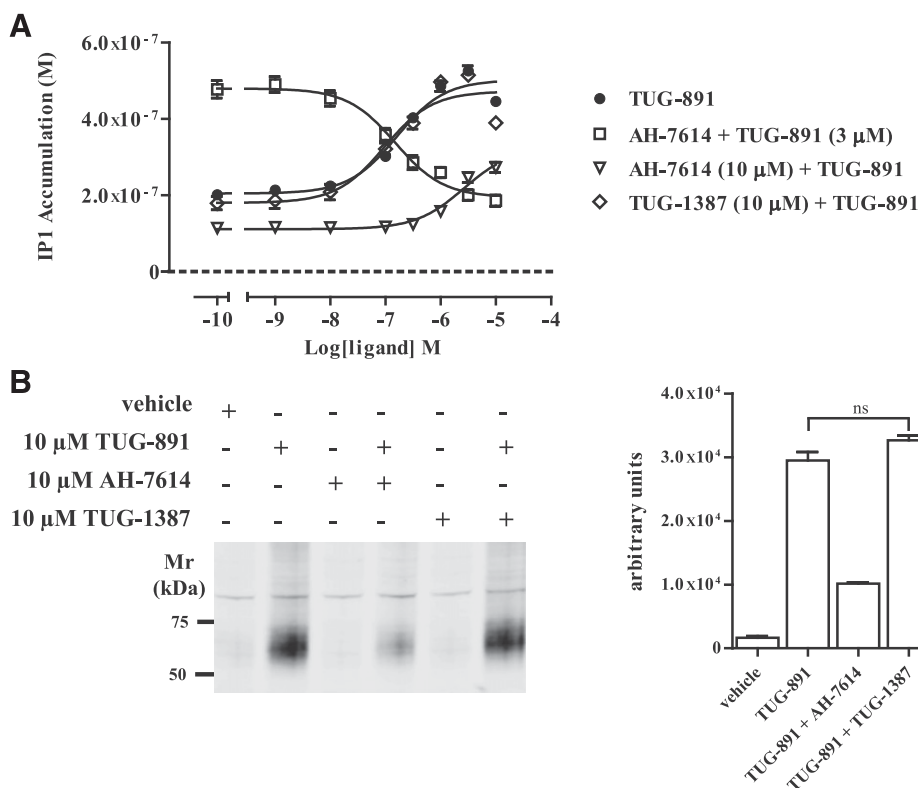 A
IP1 Accumulation (M)
6.0x10⁻⁷
4.0x10⁻⁷
2.0x10⁻⁷
0
-10 -9 -8 -7 -6 -5 -4
Log[ligand] M
TUG-891
AH-7614 + TUG-891 (3 μM)
AH-7614 (10 μM) + TUG-891
TUG-1387 (10 μM) + TUG-891
B
vehicle + - - - - -
10 μM TUG-891 - + - + - +
10 μM AH-7614 - - + + - -
10 μM TUG-1387 - - - - + +
Mr
(kDa)
75
50
arbitrary units
4.0x10⁴
3.0x10⁴
2.0x10⁴
1.0x10⁴
0
ns
vehicle
TUG-891
TUG-891 + AH-7614
TUG-891 + TUG-1387